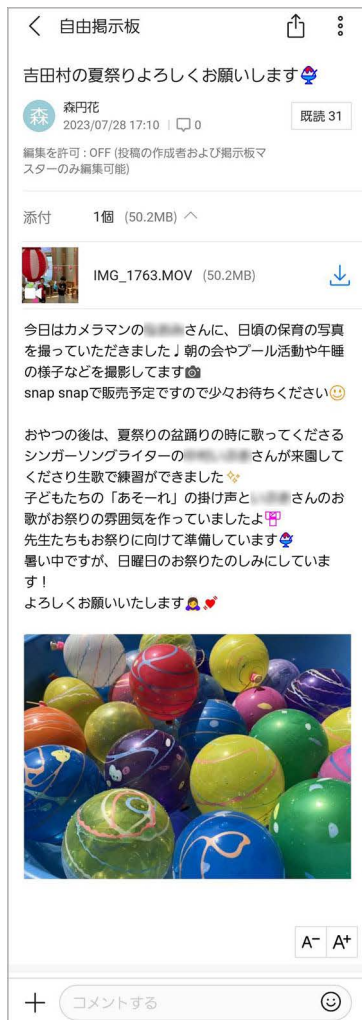 自由掲示板
吉田村の夏祭りよろしくお願いします🍧
森
森円花
2023/07/28 17:10
0
既読 31
編集を許可 : OFF (投稿の作成者および掲示板マ
スターのみ編集可能)
添付 1個 (50.2MB)
IMG_1763.MOV (50.2MB)
今日はカメラマンの さんに、日頃の保育の写真
を撮っていただきました♩朝の会やプール活動や午睡
の様子などを撮影してます📷
snap snapで販売予定ですので少々お待ちください🙂
おやつの後は、夏祭りの盆踊りの時に歌ってくださる
シンガーソングライターの さんが来園して
くださり生歌で練習ができました✨
子どもたちの「あそーれ」の掛け声と さんのお
歌がお祭りの雰囲気を作っていましたよ👘
先生たちもお祭りに向けて準備しています🍧
暑い中ですが、日曜日のお祭りたのしみにしていま
す！
よろしくお願いいたします🙇‍♀️💕
A- A+
コメントする